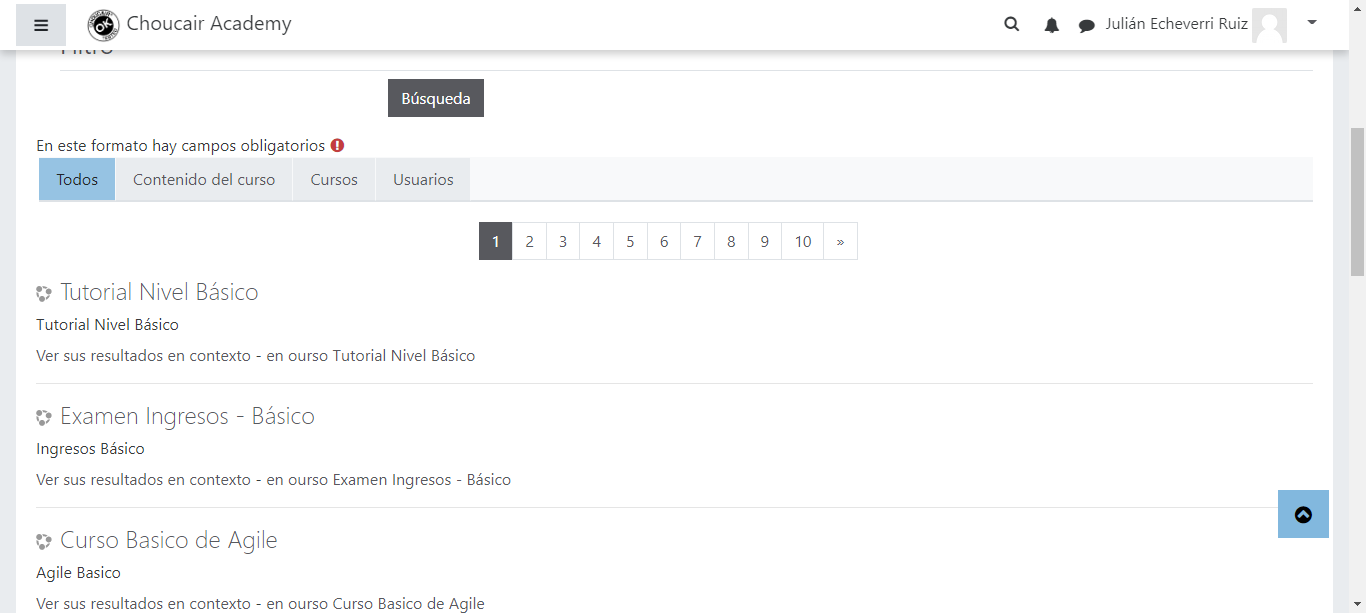 Choucair Academy
Julián Echeverri Ruiz
Filtro
Búsqueda
En este formato hay campos obligatorios
Todos Contenido del curso Cursos Usuarios
1 2 3 4 5 6 7 8 9 10 »
Tutorial Nivel Básico
Tutorial Nivel Básico
Ver sus resultados en contexto - en ourso Tutorial Nivel Básico
Examen Ingresos - Básico
Ingresos Básico
Ver sus resultados en contexto - en ourso Examen Ingresos - Básico
Curso Basico de Agile
Agile Basico
Ver sus resultados en contexto - en ourso Curso Basico de Agile